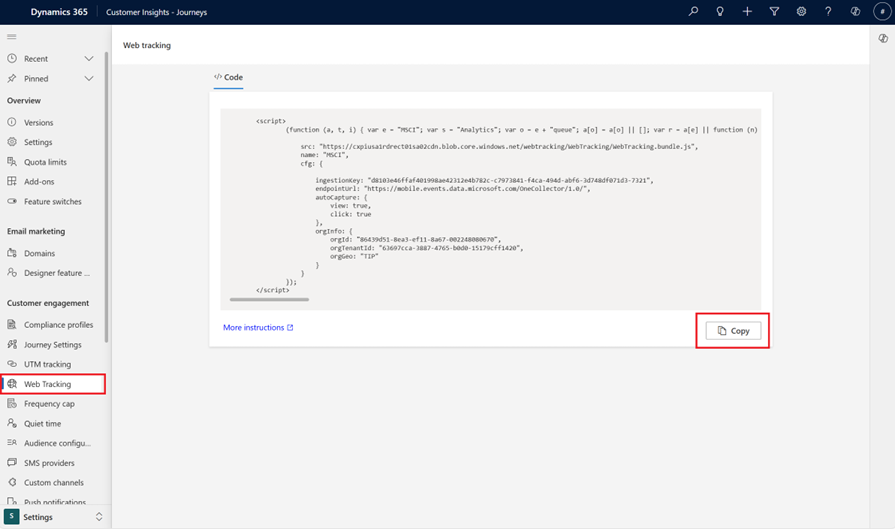 Dynamics 365
Customer Insights - Journeys
#
Recent
Pinned
Overview
Versions
Settings
Quota limits
Add-ons
Feature switches
Email marketing
Domains
Designer feature ...
Customer engagement
Compliance profiles
Journey Settings
UTM tracking
Web Tracking
Frequency cap
Quiet time
Audience configu...
SMS providers
Custom channels
Push notifications
S Settings
Web tracking
</> Code
<script>
(function (a, t, i) { var e = "MSCI"; var s = "Analytics"; var o = e + "queue"; a[o] = a[o] || []; var r = a[e] || function (n)
src: "https://cxpiusa1rdrect01sa02cdn.blob.core.windows.net/webtracking/WebTracking/WebTracking.bundle.js",
name: "MSCI",
cfg: {
ingestionKey: "d8103e46ffaf401998ae42312e4b782c-c7973841-f4ca-494d-abf6-3d748df071d3-7321",
endpointUrl: "https://mobile.events.data.microsoft.com/OneCollector/1.0/",
autoCapture: {
view: true,
click: true
},
orgInfo: {
orgId: "86439d51-8ea3-ef11-8a67-002248080670",
orgTenantId: "63697cca-3887-4765-b0d0-15179cff1420",
orgGeo: "TIP"
}
}
});
</script>
More instructions
Copy